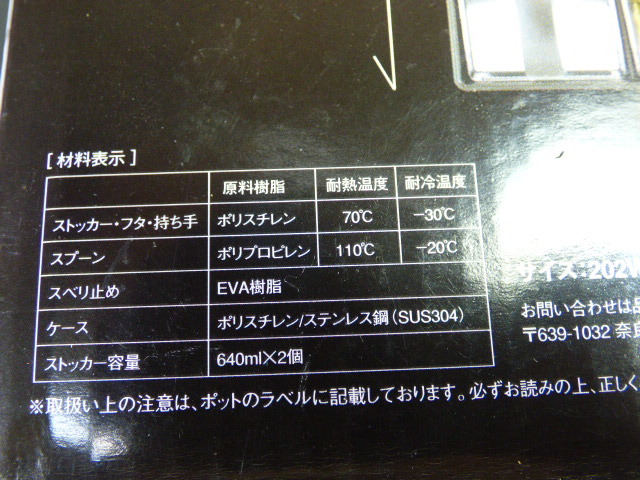 [ 材料表示 ]
原料樹脂 耐熱温度 耐冷温度
ストッカー・フタ・持ち手 ポリスチレン 70℃ −30℃
スプーン ポリプロピレン 110℃ −20℃
スベリ止め EVA樹脂
ケース ポリスチレン/ステンレス鋼(SUS304)
ストッカー容量 640ml×2個
サイズ:202
お問い合わせは
〒639-1032 奈
※取扱い上の注意は、ポットのラベルに記載しております。必ずお読みの上、正しく